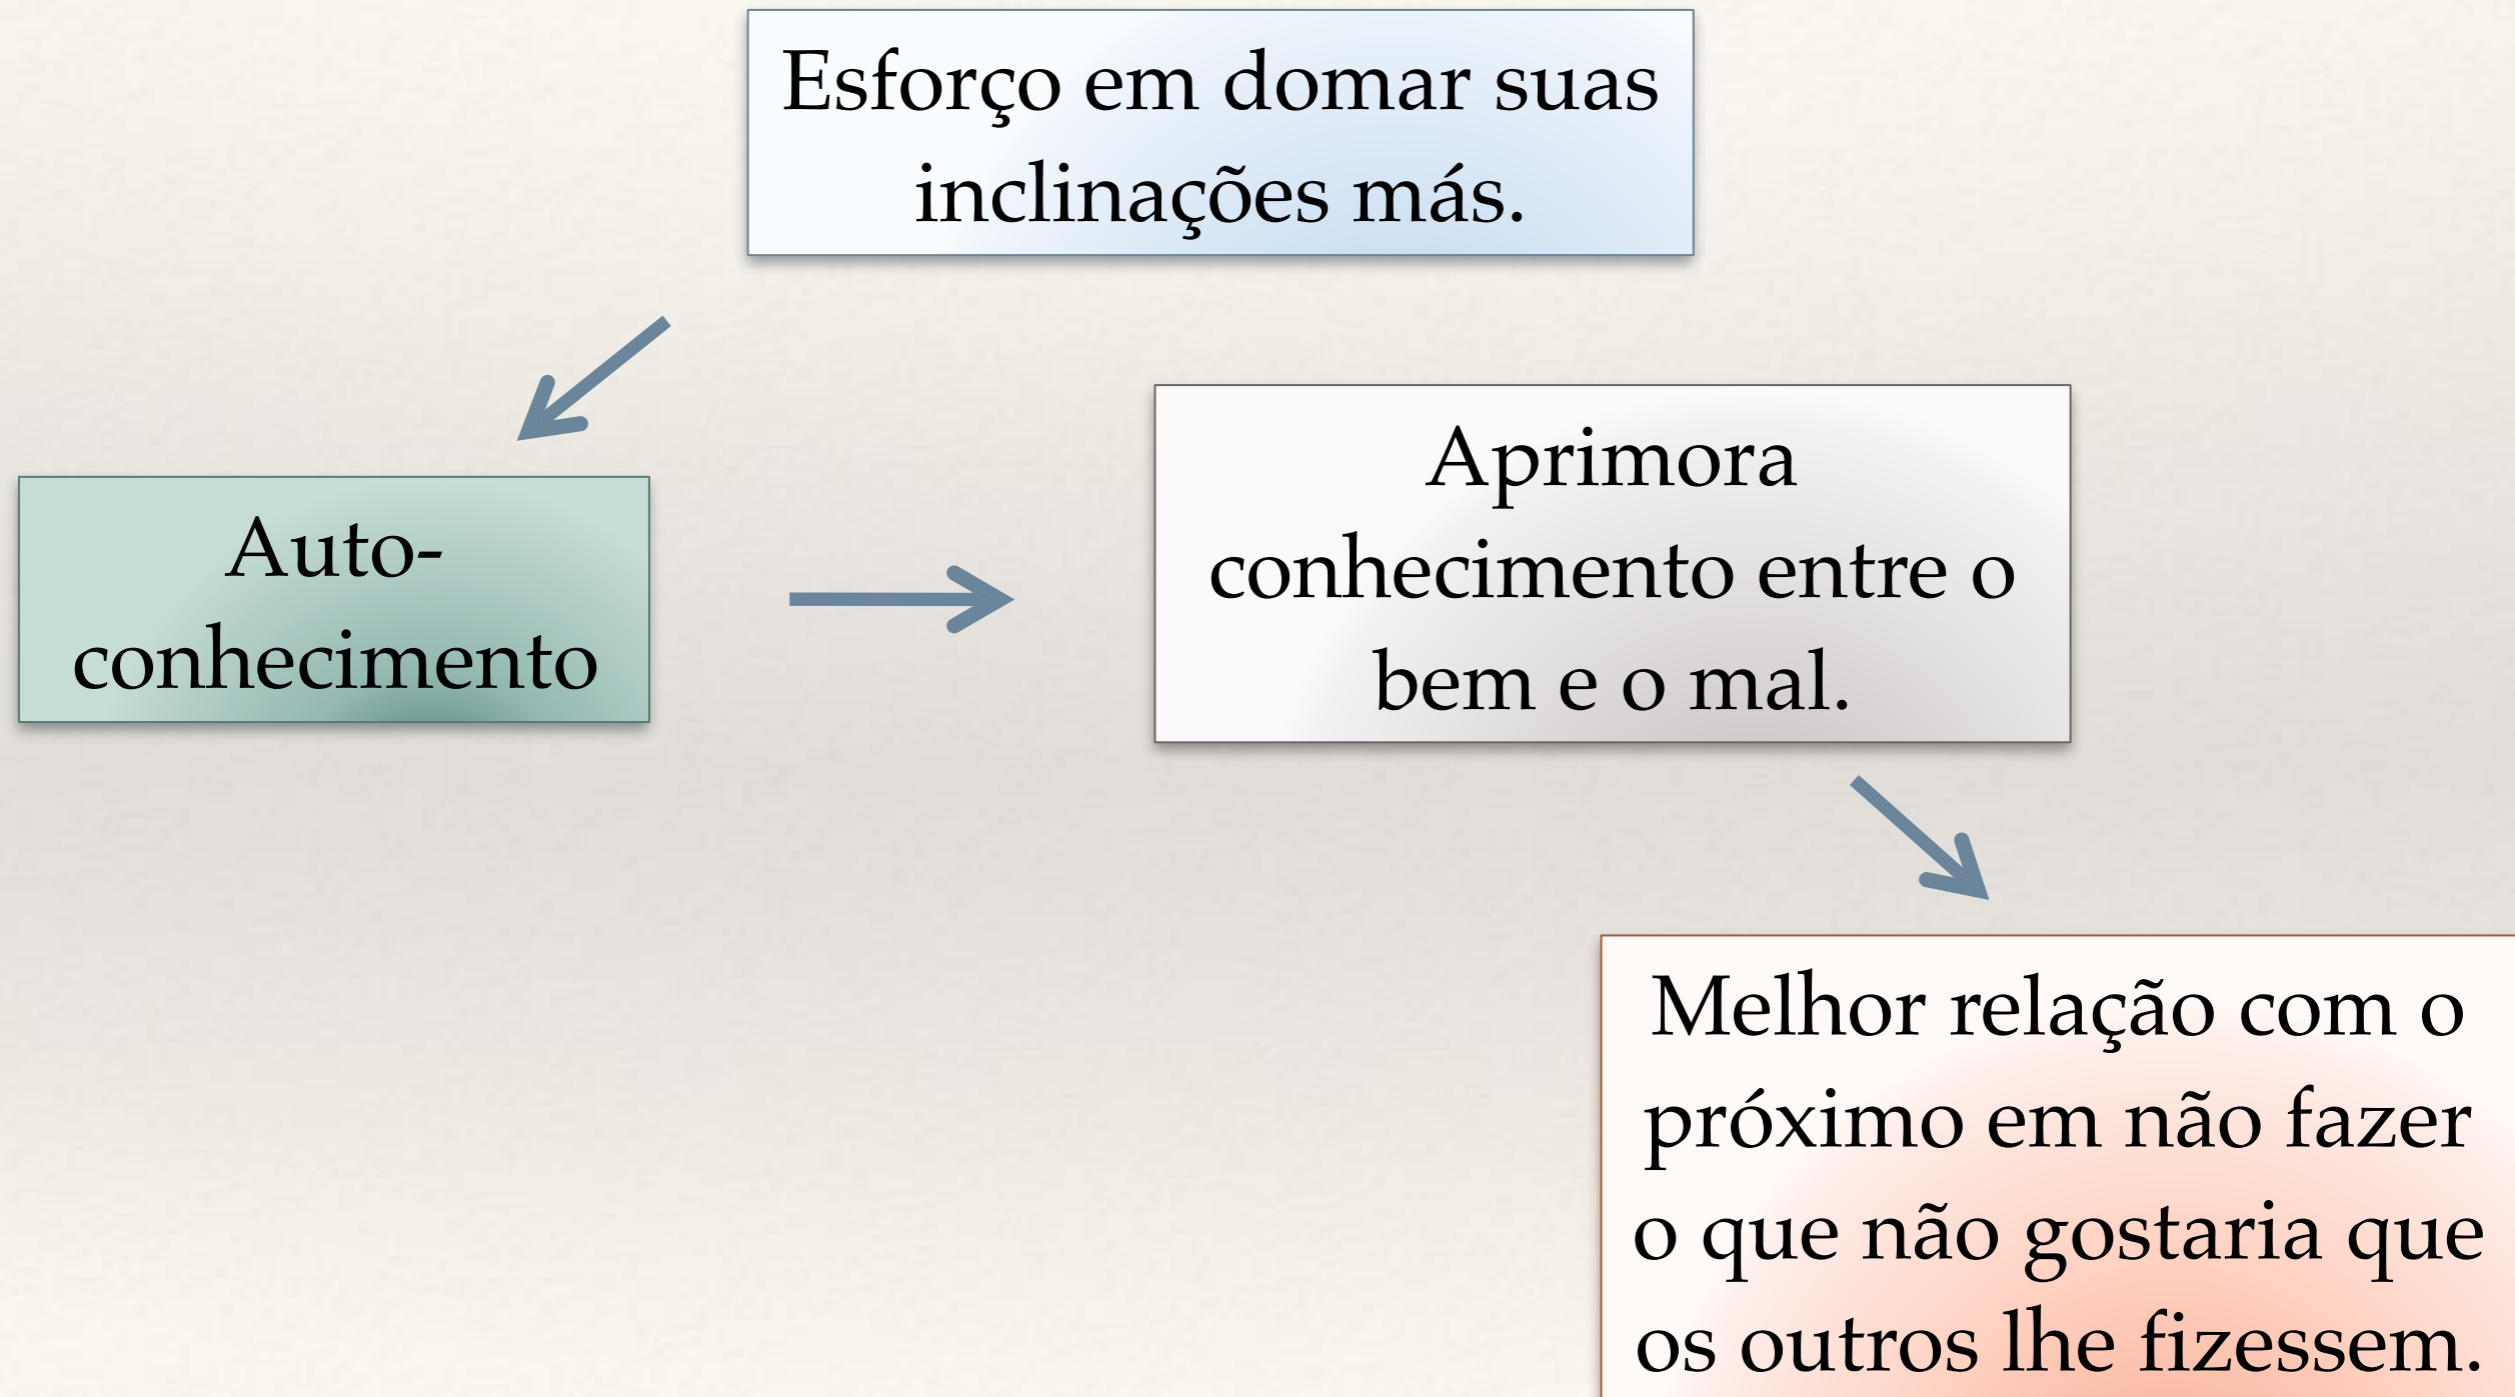 Esforço em domar suas
inclinações más.
Auto-
conhecimento
Aprimora
conhecimento entre o
bem e o mal.
Melhor relação com o
próximo em não fazer
o que não gostaria que
os outros lhe fizessem.